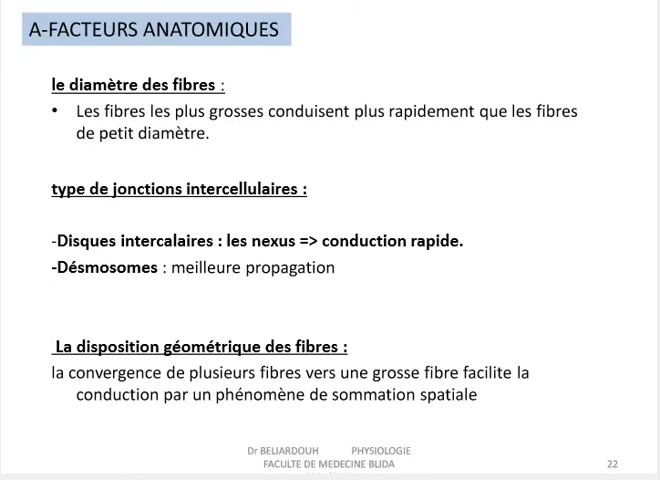 A-FACTEURS ANATOMIQUES
le diamètre des fibres :
• Les fibres les plus grosses conduisent plus rapidement que les fibres
de petit diamètre.
type de jonctions intercellulaires :
-Disques intercalaires : les nexus => conduction rapide.
-Désmosomes : meilleure propagation
La disposition géométrique des fibres :
la convergence de plusieurs fibres vers une grosse fibre facilite la
conduction par un phénomène de sommation spatiale
Dr BELIARDOUH PHYSIOLOGIE
FACULTE DE MEDECINE BLIDA
22